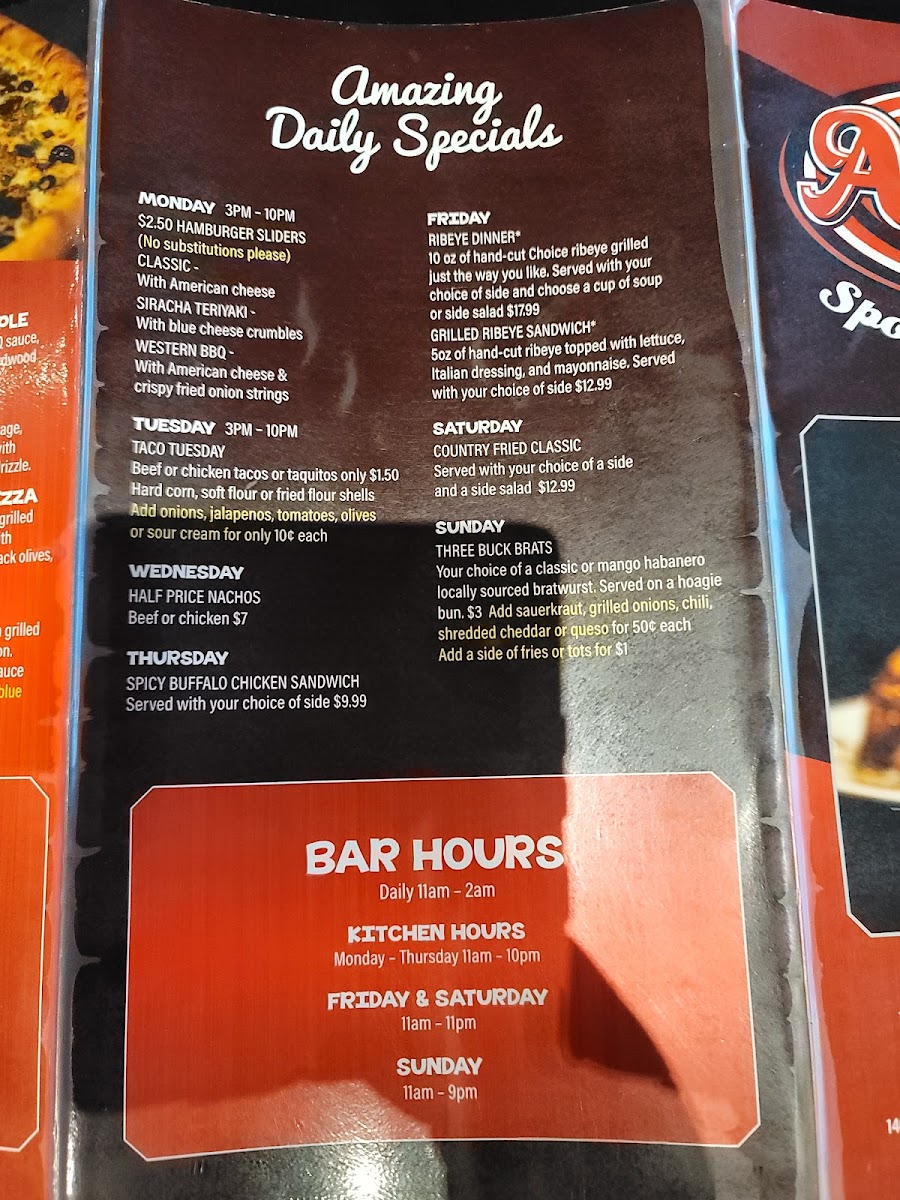 Amazing
Daily Specials
MONDAY 3PM – 10PM
$2.50 HAMBURGER SLIDERS
(No substitutions please)
CLASSIC -
With American cheese
SIRACHA TERIYAKI -
With blue cheese crumbles
WESTERN BBQ -
With American cheese &
crispy fried onion strings
TUESDAY 3PM – 10PM
TACO TUESDAY
Beef or chicken tacos or taquitos only $1.50
Hard corn, soft flour or fried flour shells
Add onions, jalapenos, tomatoes, olives
or sour cream for only 10¢ each
WEDNESDAY
HALF PRICE NACHOS
Beef or chicken $7
THURSDAY
SPICY BUFFALO CHICKEN SANDWICH
Served with your choice of side $9.99
FRIDAY
RIBEYE DINNER*
10 oz of hand-cut Choice ribeye grilled
just the way you like. Served with your
choice of side and choose a cup of soup
or side salad $17.99
GRILLED RIBEYE SANDWICH*
5oz of hand-cut ribeye topped with lettuce,
Italian dressing, and mayonnaise. Served
with your choice of side $12.99
SATURDAY
COUNTRY FRIED CLASSIC
Served with your choice of a side
and a side salad $12.99
SUNDAY
THREE BUCK BRATS
Your choice of a classic or mango habanero
locally sourced bratwurst. Served on a hoagie
bun. $3 Add sauerkraut, grilled onions, chili,
shredded cheddar or queso for 50¢ each
Add a side of fries or tots for $1
BAR HOURS
Daily 11am – 2am
KITCHEN HOURS
Monday – Thursday 11am – 10pm
FRIDAY & SATURDAY
11am – 11pm
SUNDAY
11am – 9pm
sauce,
grilled
olives,
grilled
blue